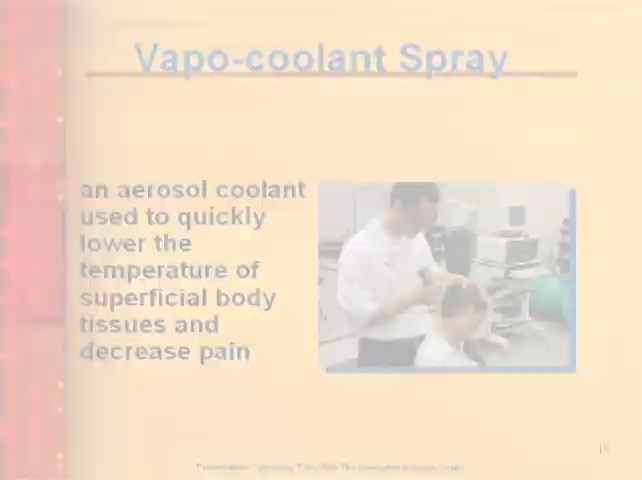 Vapo-coolant Spray
an aerosol coolant
used to quickly
lower the
temperature of
superficial body
tissues and
decrease pain